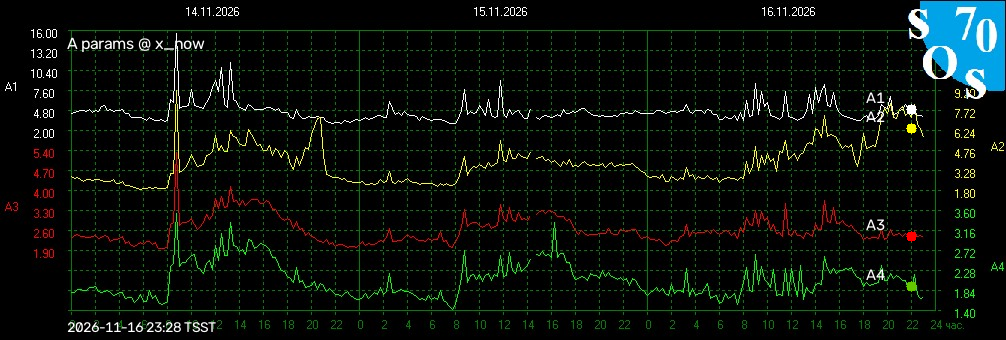 14.11.2026 15.11.2026 16.11.2026
SOS 70
A params @ x_now
A1
16.00
13.20
10.40
7.60
4.80
2.00
5.40
4.70
4.00
A3
3.30
2.60
1.90
A1
A2
A3
A4
7.72
6.24
A2
4.76
3.28
1.80
3.60
3.16
2.72
A4
2.28
1.84
1.40
2026-11-16 23:28 TSST
12 14 16 18 20 22 0 2 4 6 8 10 12 14 16 18 20 22 0 2 4 6 8 10 12 14 16 18 20 22 24 час.